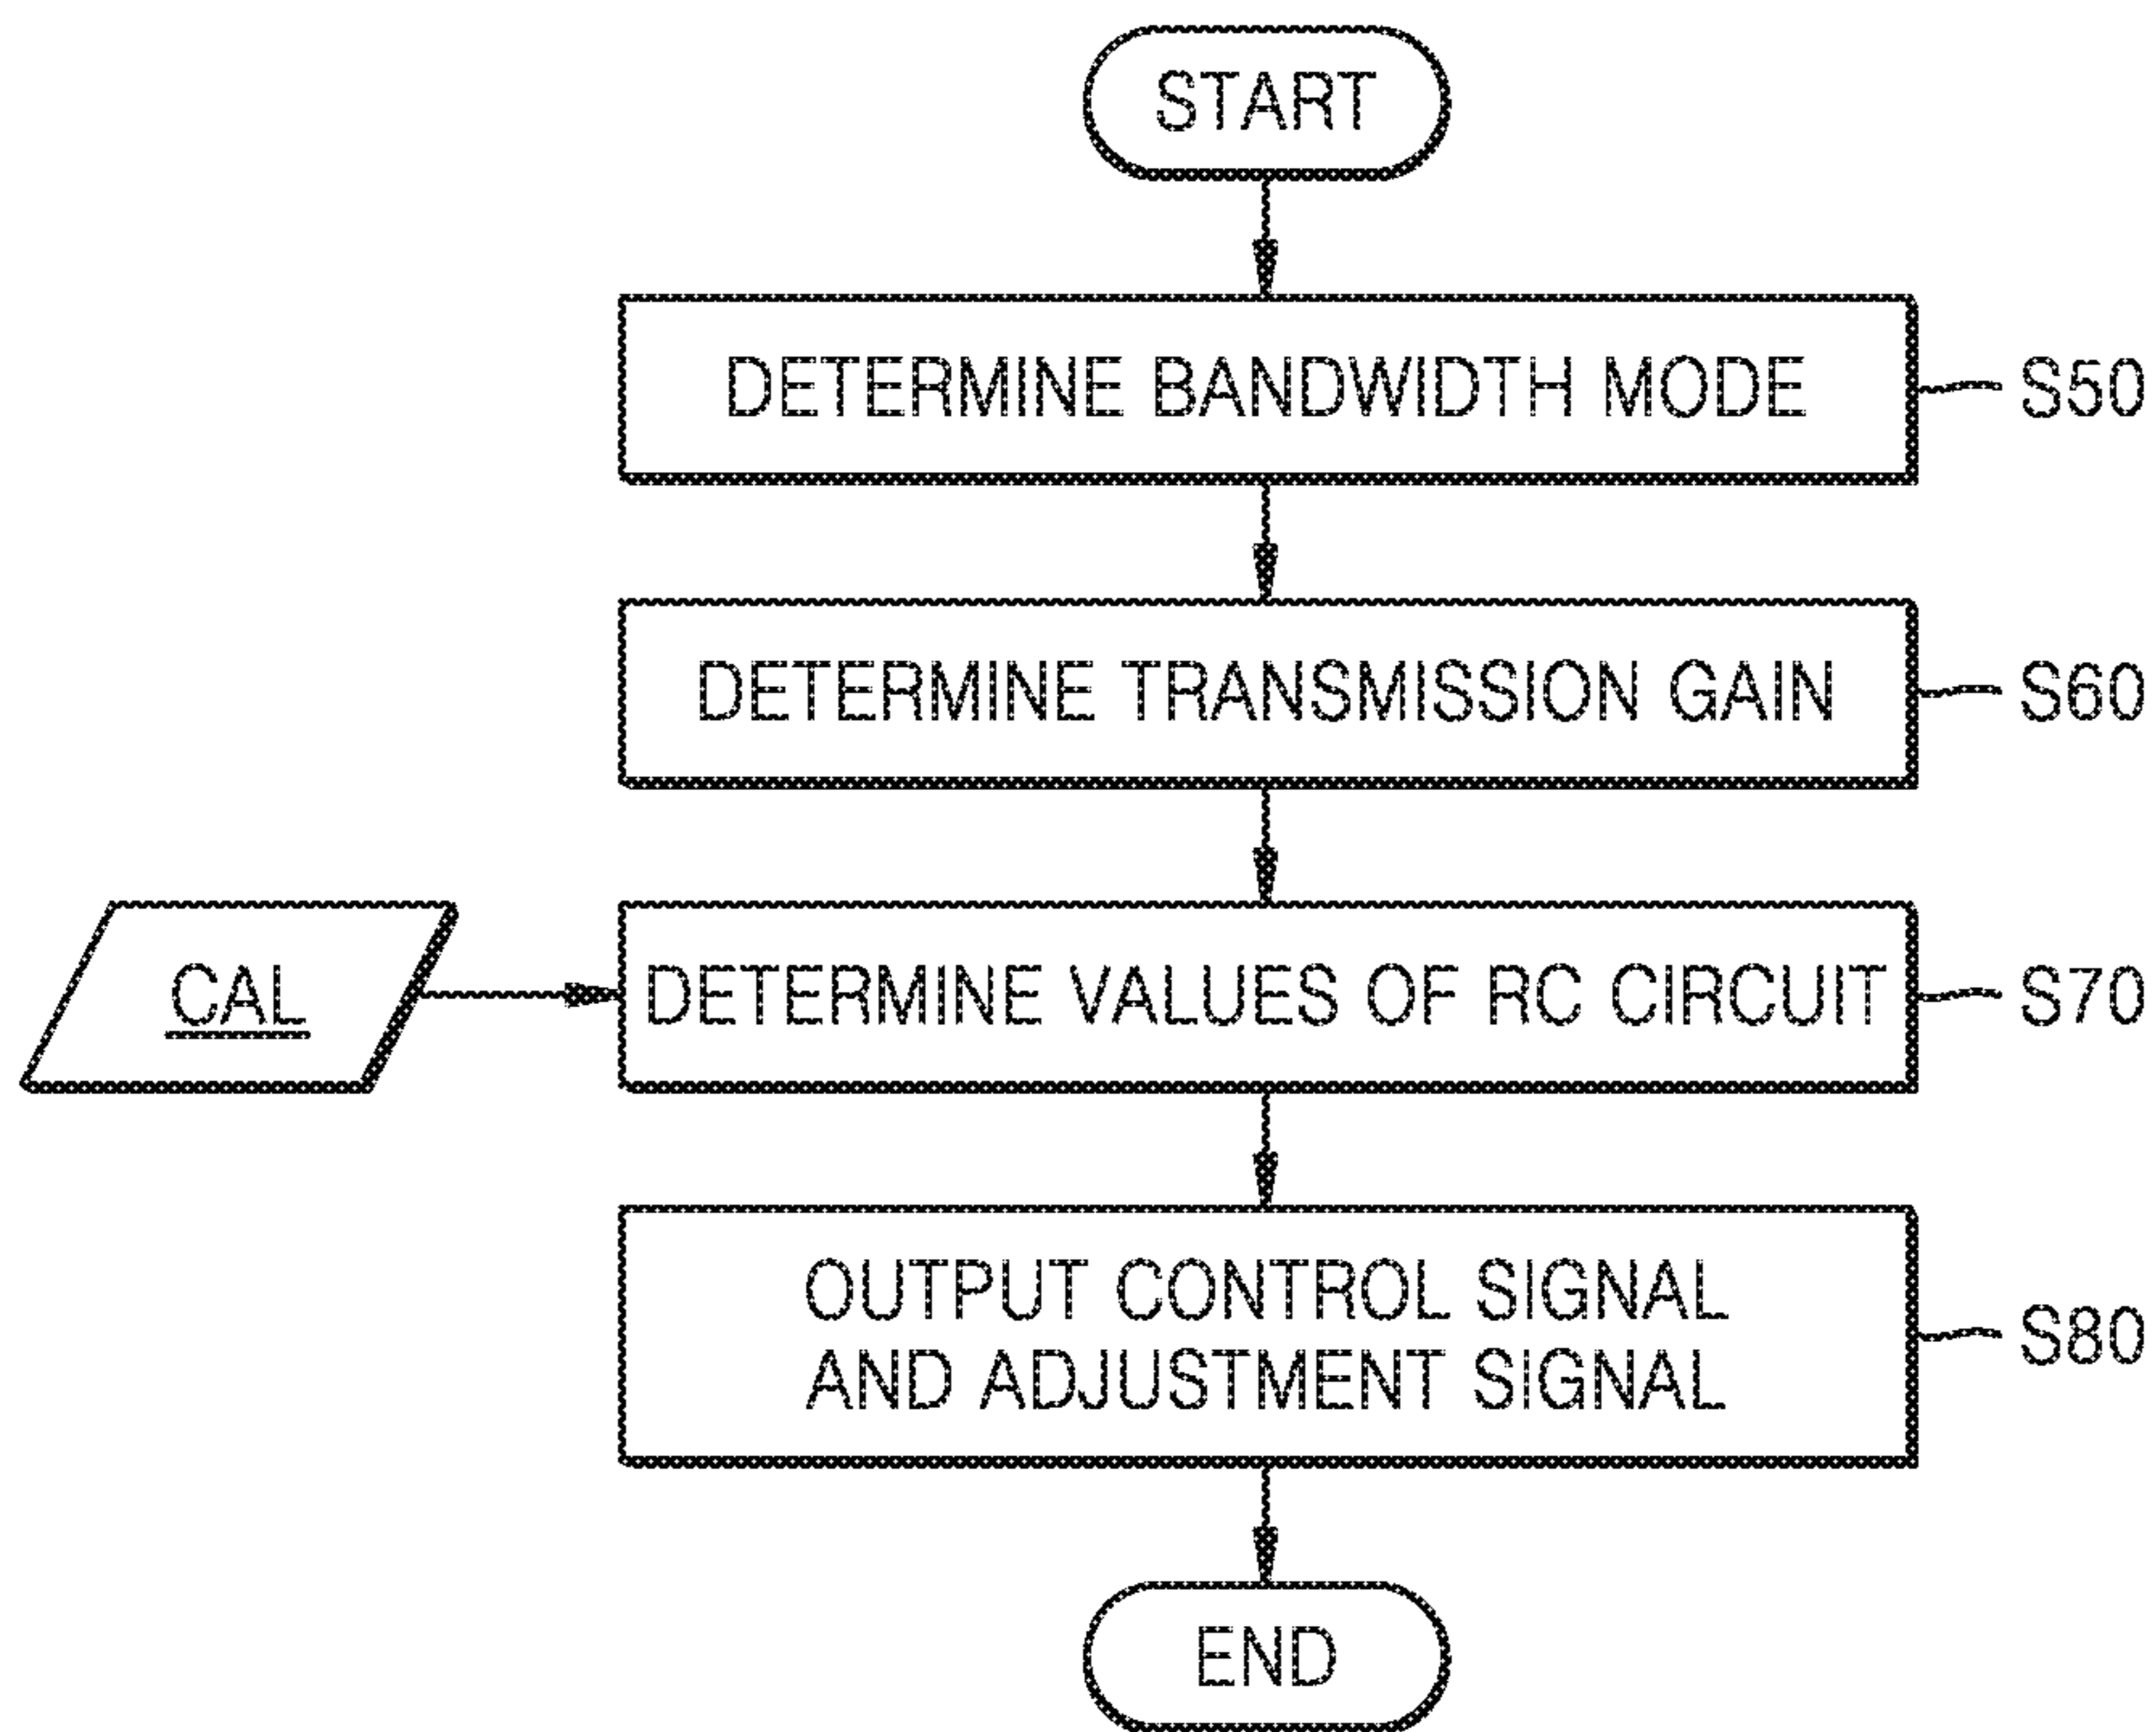 START
DETERMINE BANDWIDTH MODE
S50
DETERMINE TRANSMISSION GAIN
S60
CAL
DETERMINE VALUES OF RC CIRCUIT
S70
OUTPUT CONTROL SIGNAL
AND ADJUSTMENT SIGNAL
S80
END